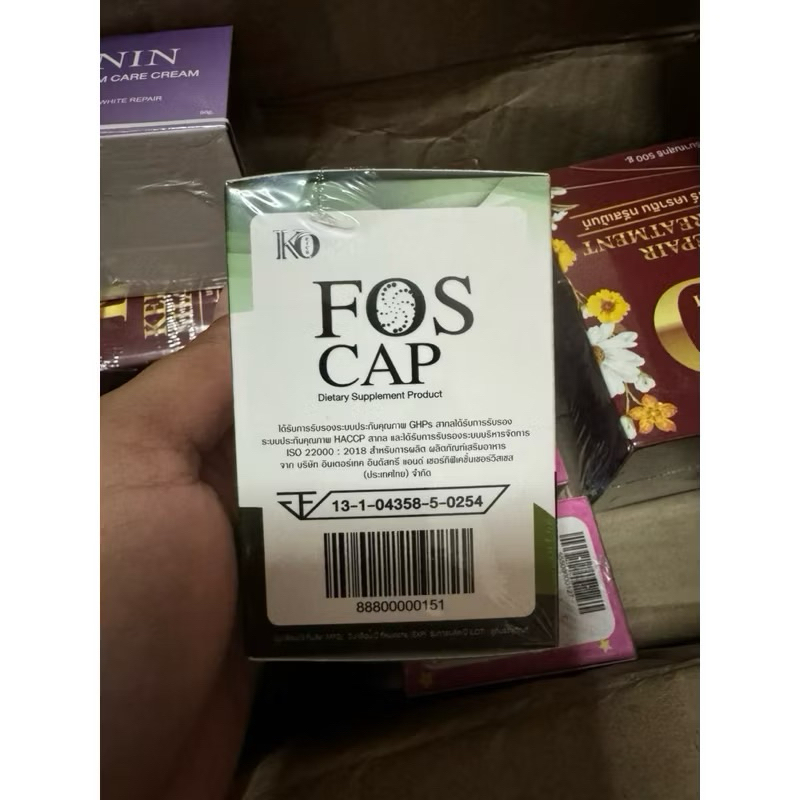 NIN
M CARE CREAM
WHITE REPAIR
ปริมาณสุทธิ 500 g.
REPAIR
TREATMENT
KO
FOS
CAP
Dietary Supplement Product
ได้รับการรับรองระบบประกันคุณภาพ GHPs สากลได้รับการรับรอง
ระบบประกันคุณภาพ HACCP สากล และได้รับการรับรองระบบบริหารจัดการ
ISO 22000 : 2018 สำหรับการผลิต ผลิตภัณฑ์เสริมอาหาร
จาก บริษัท อินเตอร์เทค อินดัสทรี แอนด์ เซอร์ทิฟิเคชั่นเซอร์วิสเซส
(ประเทศไทย) จำกัด
13-1-04358-5-0254
88800000151